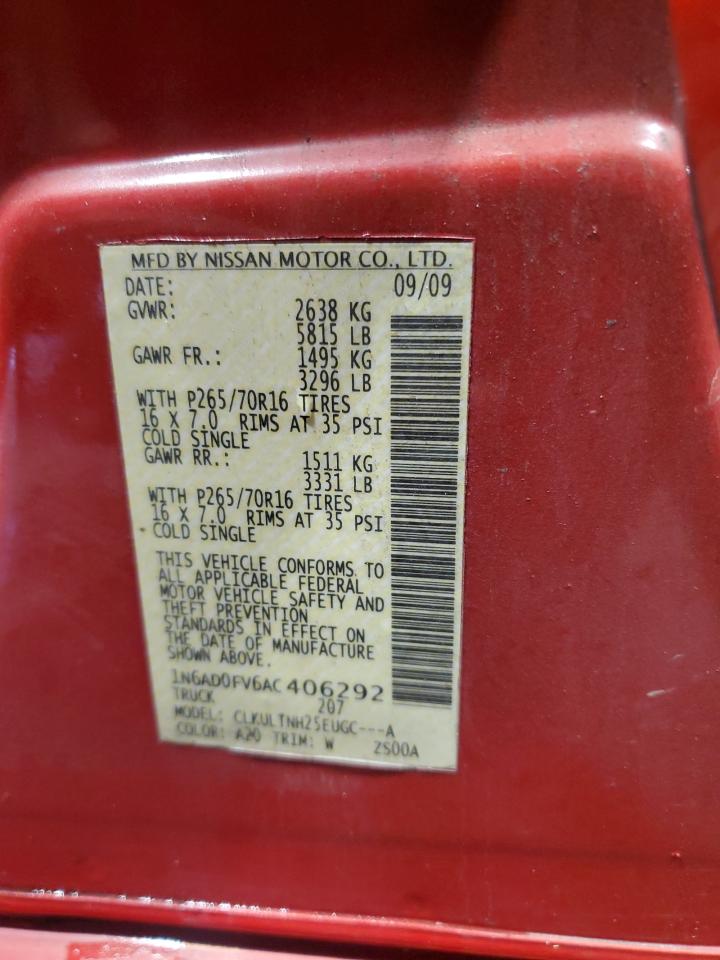 MFD BY NISSAN MOTOR CO., LTD.
DATE: 09/09
GVWR: 2638 KG
5815 LB
GAWR FR.: 1495 KG
3296 LB
WITH P265/70R16 TIRES
16 X 7.0 RIMS AT 35 PSI
COLD SINGLE
GAWR RR.: 1511 KG
3331 LB
WITH P265/70R16 TIRES
16 X 7.0 RIMS AT 35 PSI
COLD SINGLE
THIS VEHICLE CONFORMS TO
ALL APPLICABLE FEDERAL
MOTOR VEHICLE SAFETY AND
THEFT PREVENTION
STANDARDS IN EFFECT ON
THE DATE OF MANUFACTURE
SHOWN ABOVE.
1N6AD0FV6AC406292
TRUCK 207
MODEL: CLKULTNH25EUGC---A
COLOR: A20 TRIM: W 2S00A